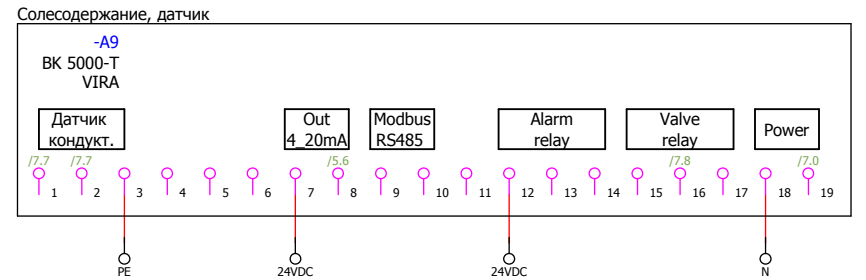 Солесодержание, датчик
-A9
BK 5000-T
VIRA
Датчик
кондукт.
Out
4_20mA
Modbus
RS485
Alarm
relay
Valve
relay
Power
/7.7 /7.7 /5.6 /7.8 /7.0
1 2 3 4 5 6 7 8 9 10 11 12 13 14 15 16 17 18 19
PE 24VDC 24VDC N